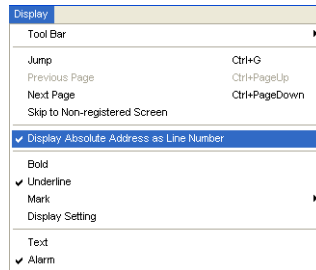 Display
Tool Bar
Jump Ctrl+G
Previous Page Ctrl+PageUp
Next Page Ctrl+PageDown
Skip to Non-registered Screen
Display Absolute Address as Line Number
Bold
Underline
Mark
Display Setting
Text
Alarm